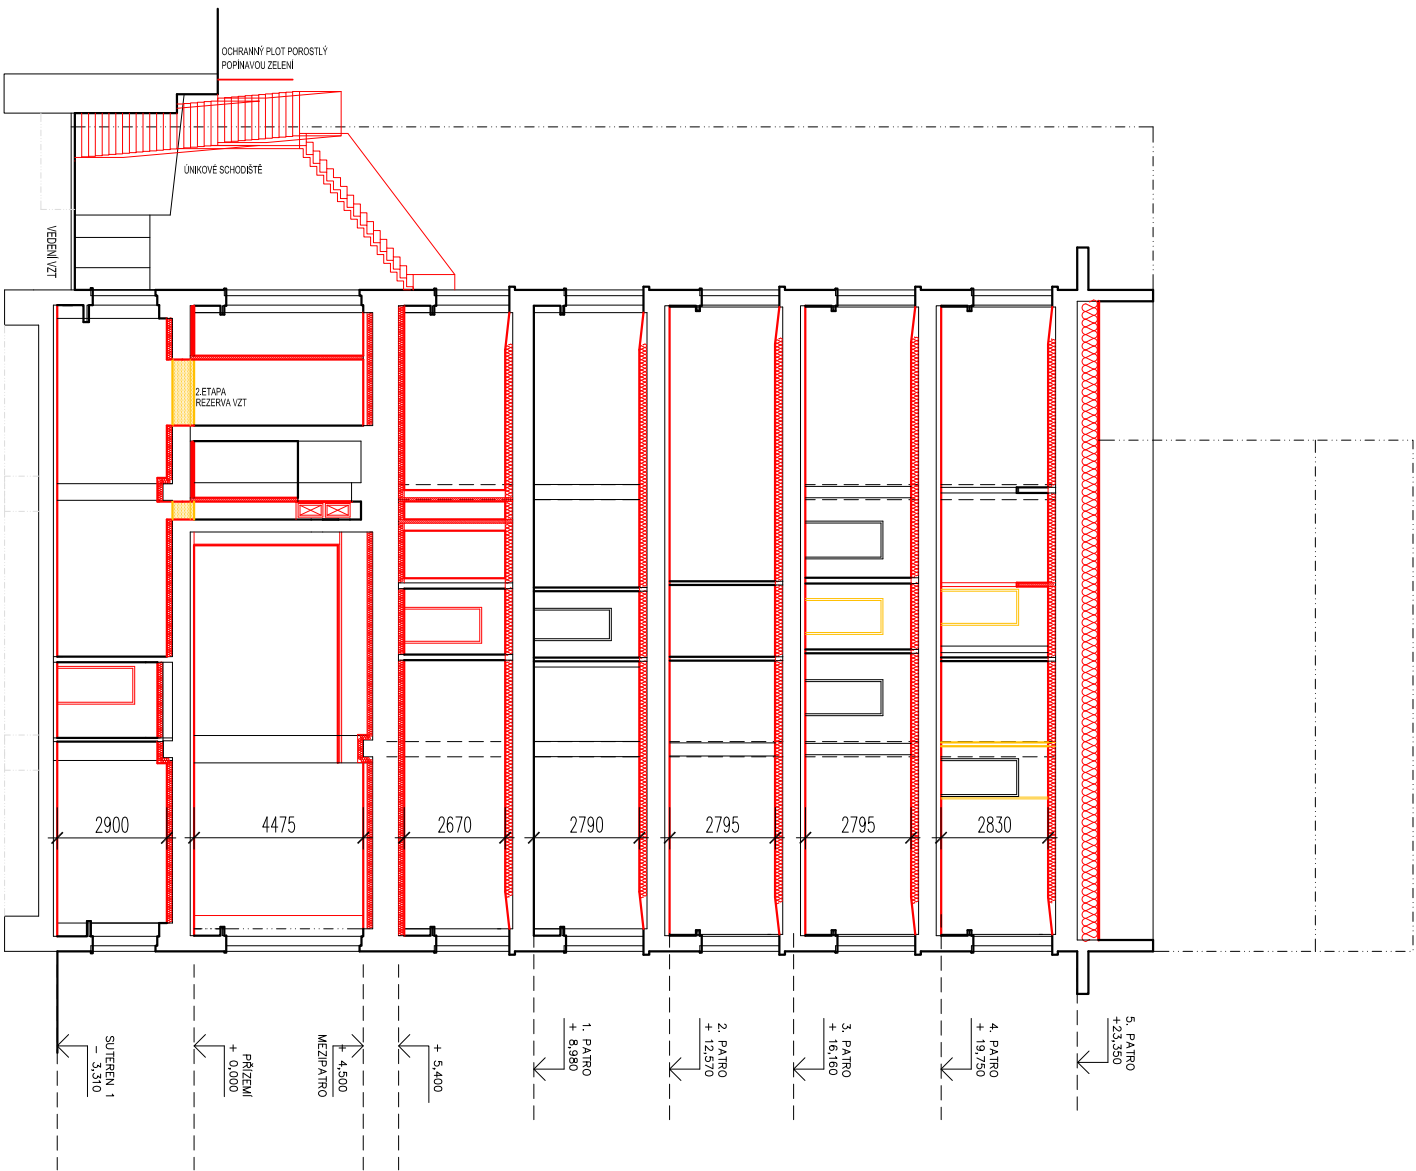 OCHRANNÝ PLOT POROSTLÝ
POPÍNAVOU ZELENÍ
ÚNIKOVÉ SCHODIŠTĚ
VEDENÍ VZT
2.ETAPA
REZERVA VZT
2900
4475
2670
2790
2795
2795
2830
SUTEREN 1
− 3,310
PŘÍZEMÍ
+ 0,000
+ 4,500
MEZIPATRO
+ 5,400
1. PATRO
+ 8,980
2. PATRO
+ 12,570
3. PATRO
+ 16,160
4. PATRO
+ 19,750
5. PATRO
+23,350